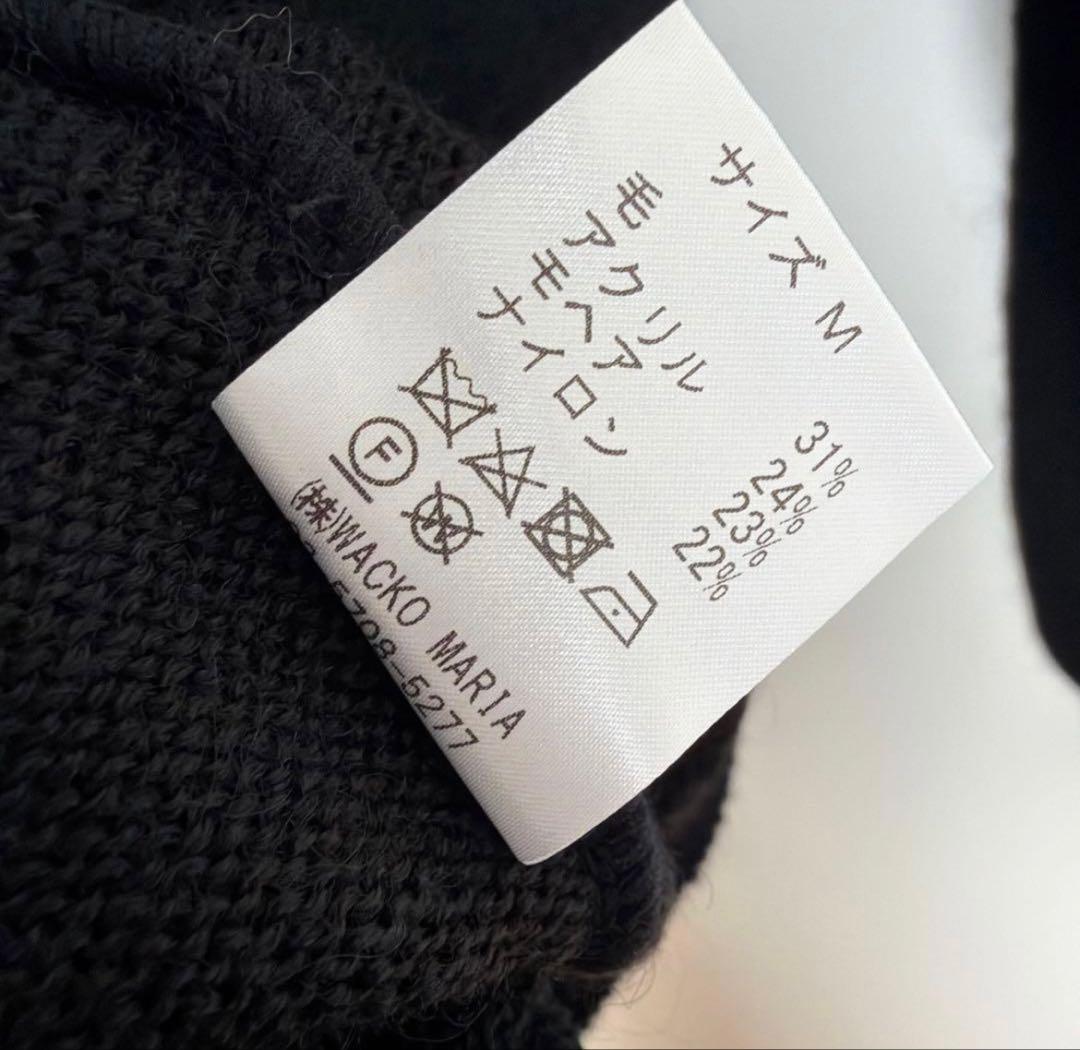 サイズ M
毛 31%
アクリル 24%
モヘア 23%
ナイロン 22%
F
W
(株)WACKO MARIA
5708-5277